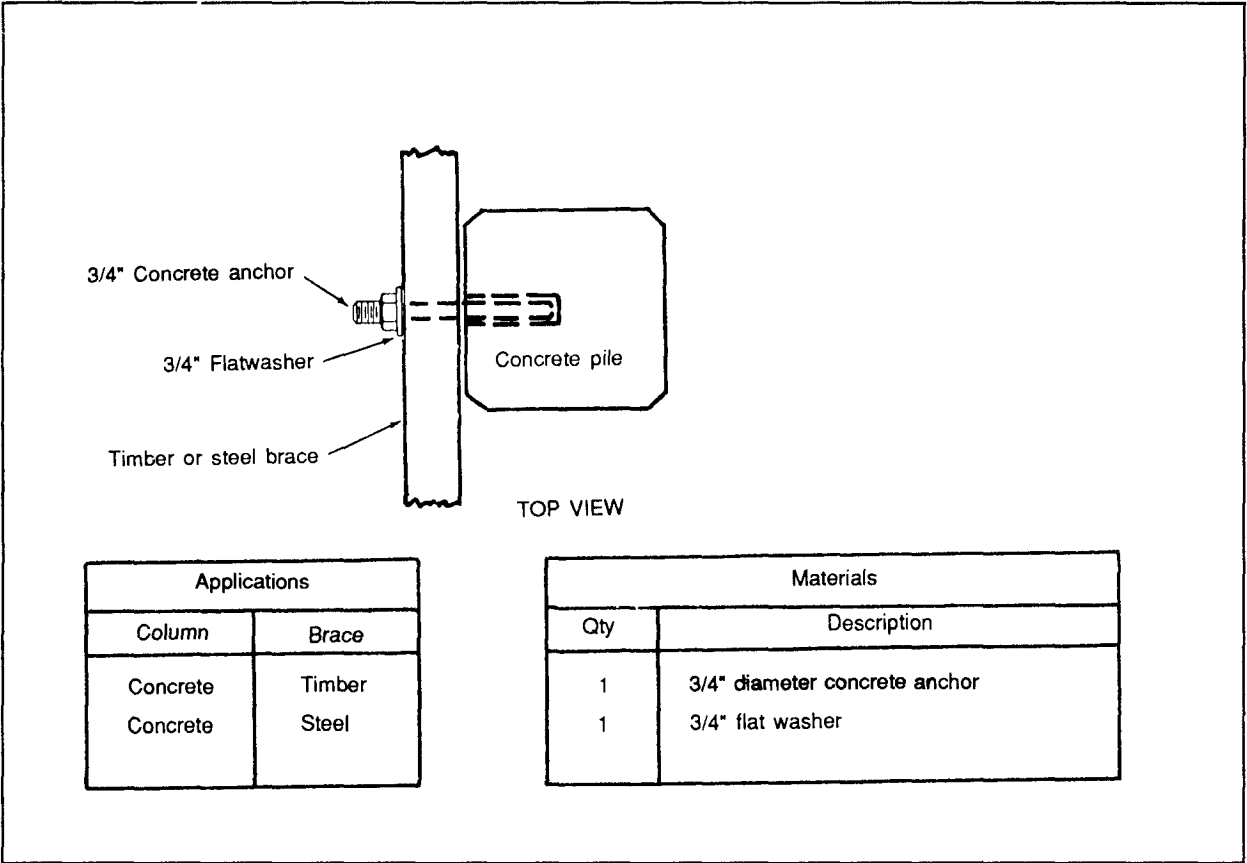 3/4" Concrete anchor
3/4" Flatwasher
Concrete pile
Timber or steel brace
TOP VIEW
Applications
Column Brace
Concrete Timber
Concrete Steel
Materials
Qty Description
1 3/4" diameter concrete anchor
1 3/4" flat washer